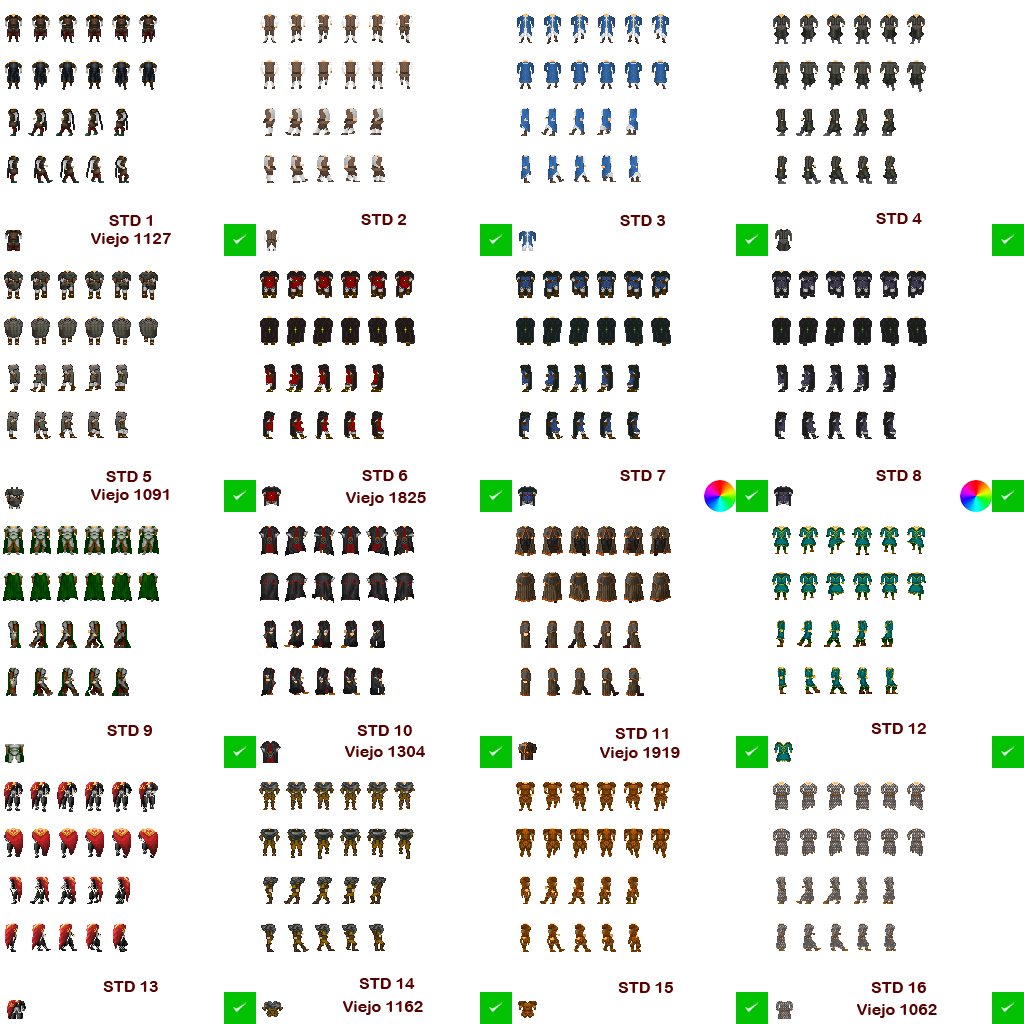 STD 1
Viejo 1127
STD 2
STD 3
STD 4
STD 5
Viejo 1091
STD 6
Viejo 1825
STD 7
STD 8
STD 9
STD 10
Viejo 1304
STD 11
Viejo 1919
STD 12
STD 13
STD 14
Viejo 1162
STD 15
STD 16
Viejo 1062